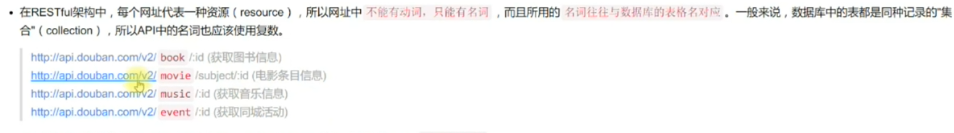 • 在RESTful架构中，每个网址代表一种资源（resource），所以网址中 不能有动词，只能有名词 ，而且所用的 名词往往与数据库的表格名对应 。一般来说，数据库中的表都是同种记录的“集
合”（collection），所以API中的名词也应该使用复数。
http://api.douban.com/v2/ book /:id (获取图书信息)
http://api.douban.com/v2/ movie /subject/:id (电影条目信息)
http://api.douban.com/v2/ music /:id (获取音乐信息)
http://api.douban.com/v2/ event /:id (获取同城活动)